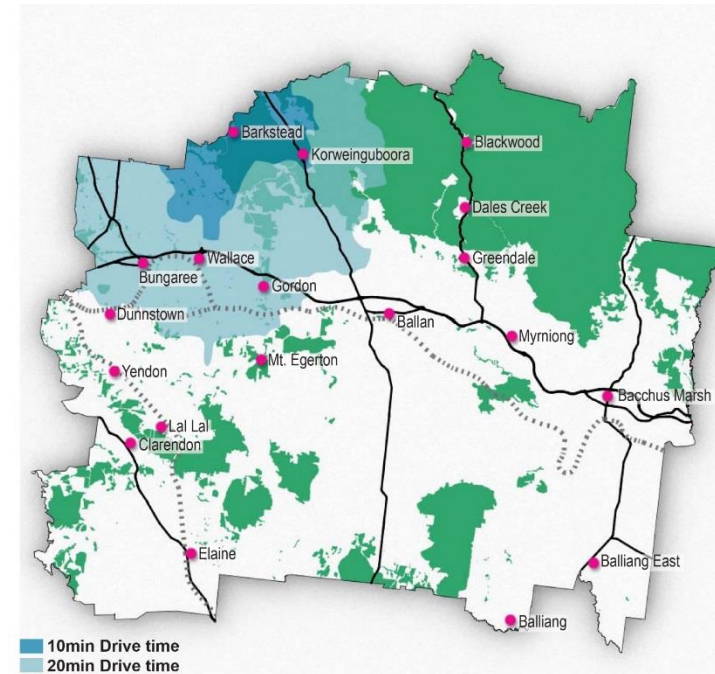 Barkstead
Korweinguboora
Blackwood
Dales Creek
Greendale
Wallace
Bungaree
Gordon
Dunnstown
Ballan
Myrniong
Mt. Egerton
Yendon
Bacchus Marsh
Lal Lal
Clarendon
Elaine
Balliang East
Balliang
10min Drive time
20min Drive time